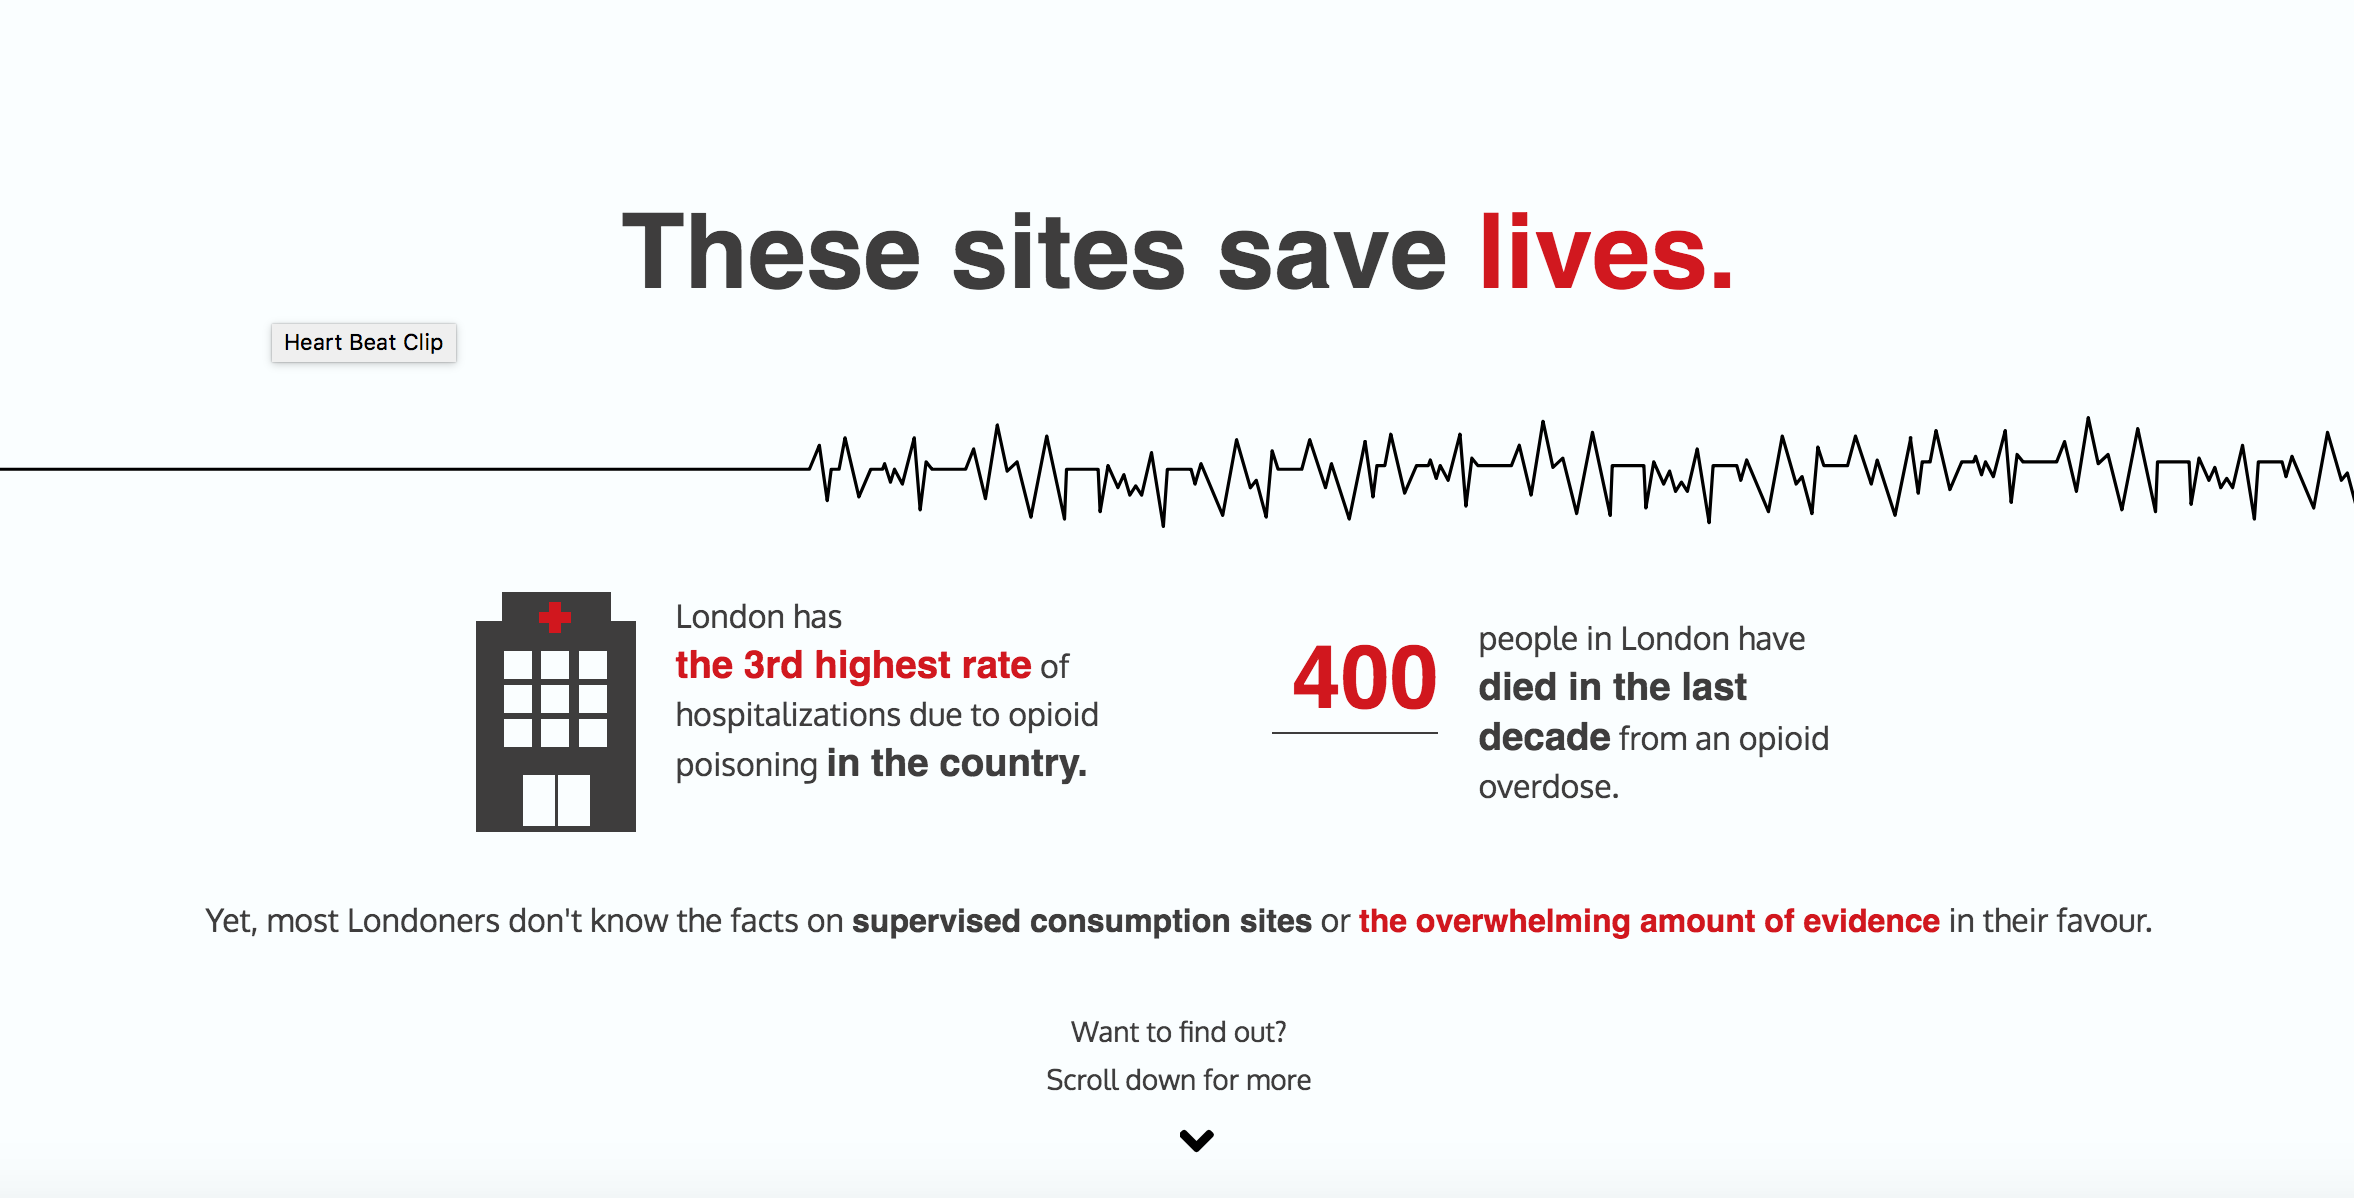 These sites save lives.
Heart Beat Clip
London has
the 3rd highest rate of
hospitalizations due to opioid
poisoning in the country.
400
people in London have
died in the last
decade from an opioid
overdose.
Yet, most Londoners don't know the facts on supervised consumption sites or the overwhelming amount of evidence in their favour.
Want to find out?
Scroll down for more